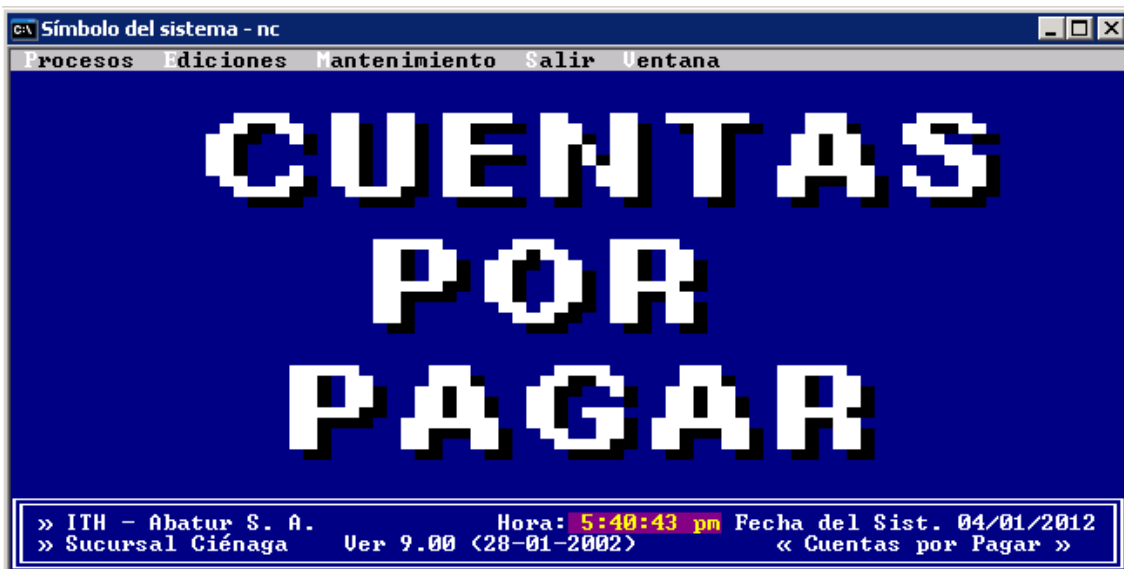 Símbolo del sistema - nc
Procesos Ediciones Mantenimiento Salir Ventana
CUENTAS
POR
PAGAR
» ITH - Abatur S. A. Hora: 5:40:43 pm Fecha del Sist. 04/01/2012
» Sucursal Ciénaga Ver 9.00 (28-01-2002) « Cuentas por Pagar »